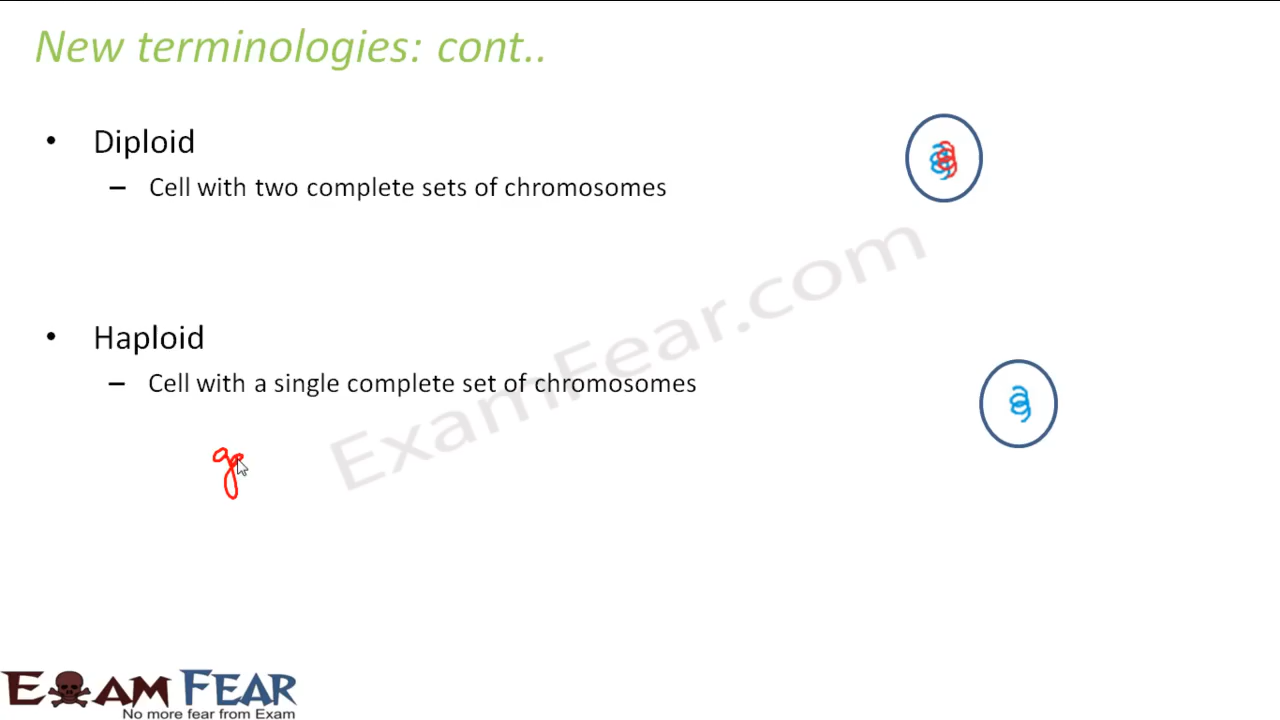 New terminologies: cont..
• Diploid
– Cell with two complete sets of chromosomes
• Haploid
– Cell with a single complete set of chromosomes
ExamFear.com
EXAM FEAR
No more fear from Exam